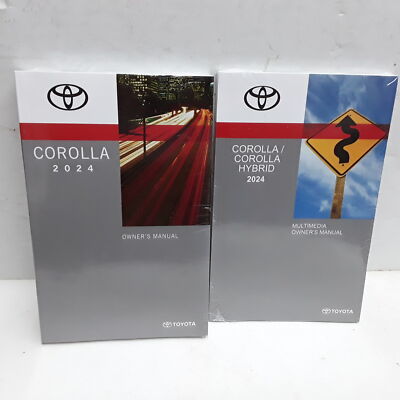 COROLLA
2024
OWNER'S MANUAL
TOYOTA
COROLLA /
COROLLA
HYBRID
2024
MULTIMEDIA
OWNER'S MANUAL
TOYOTA